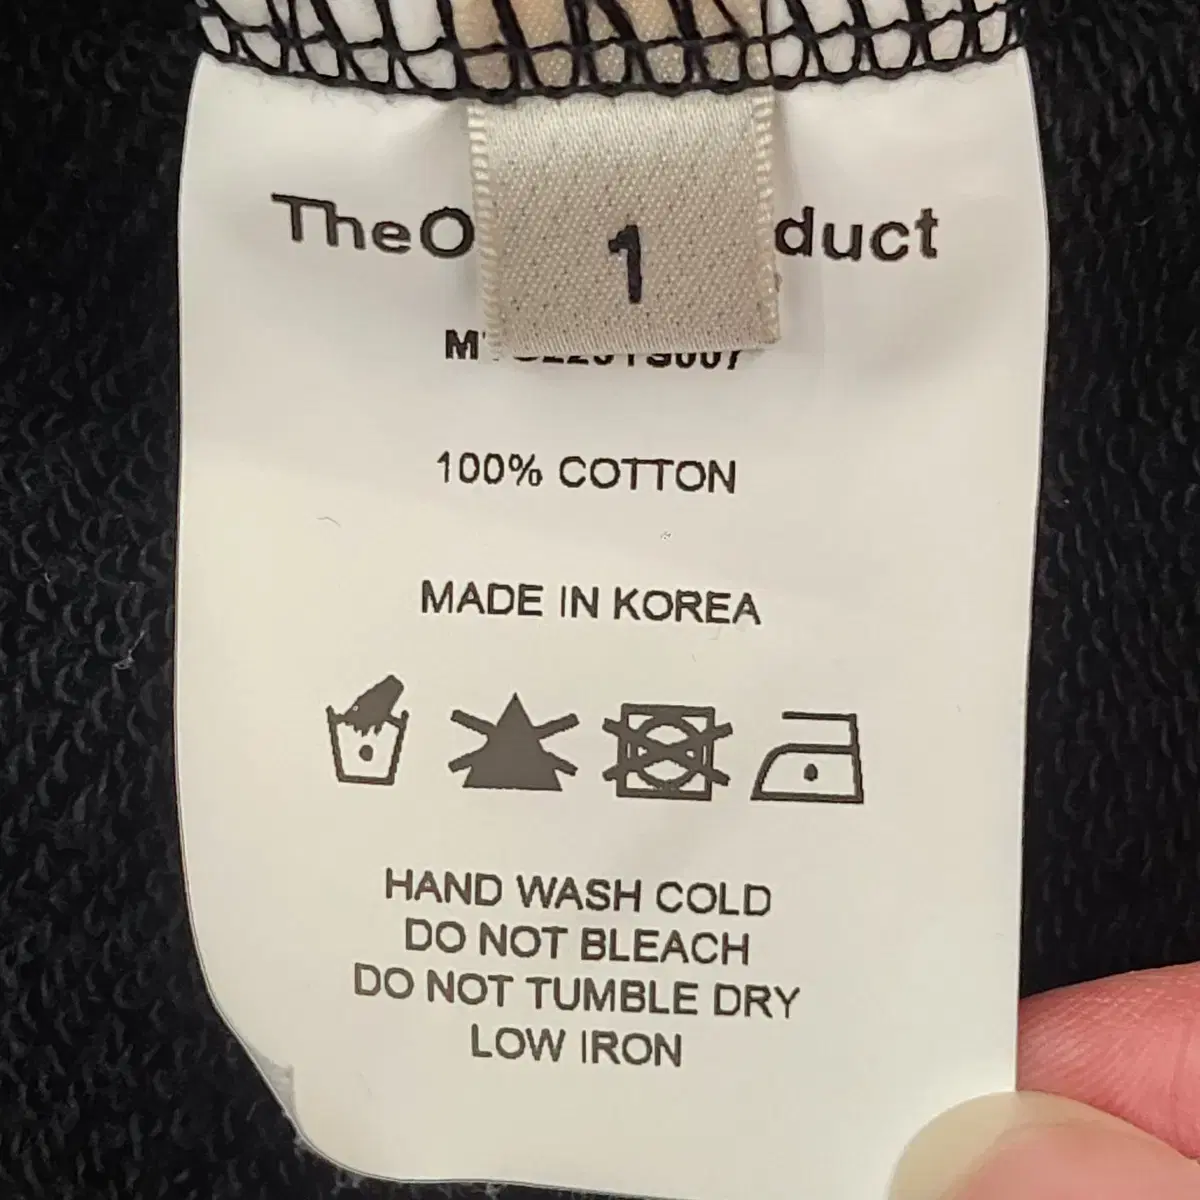 1
100% COTTON
MADE IN KOREA
HAND WASH COLD
DO NOT BLEACH
DO NOT TUMBLE DRY
LOW IRON